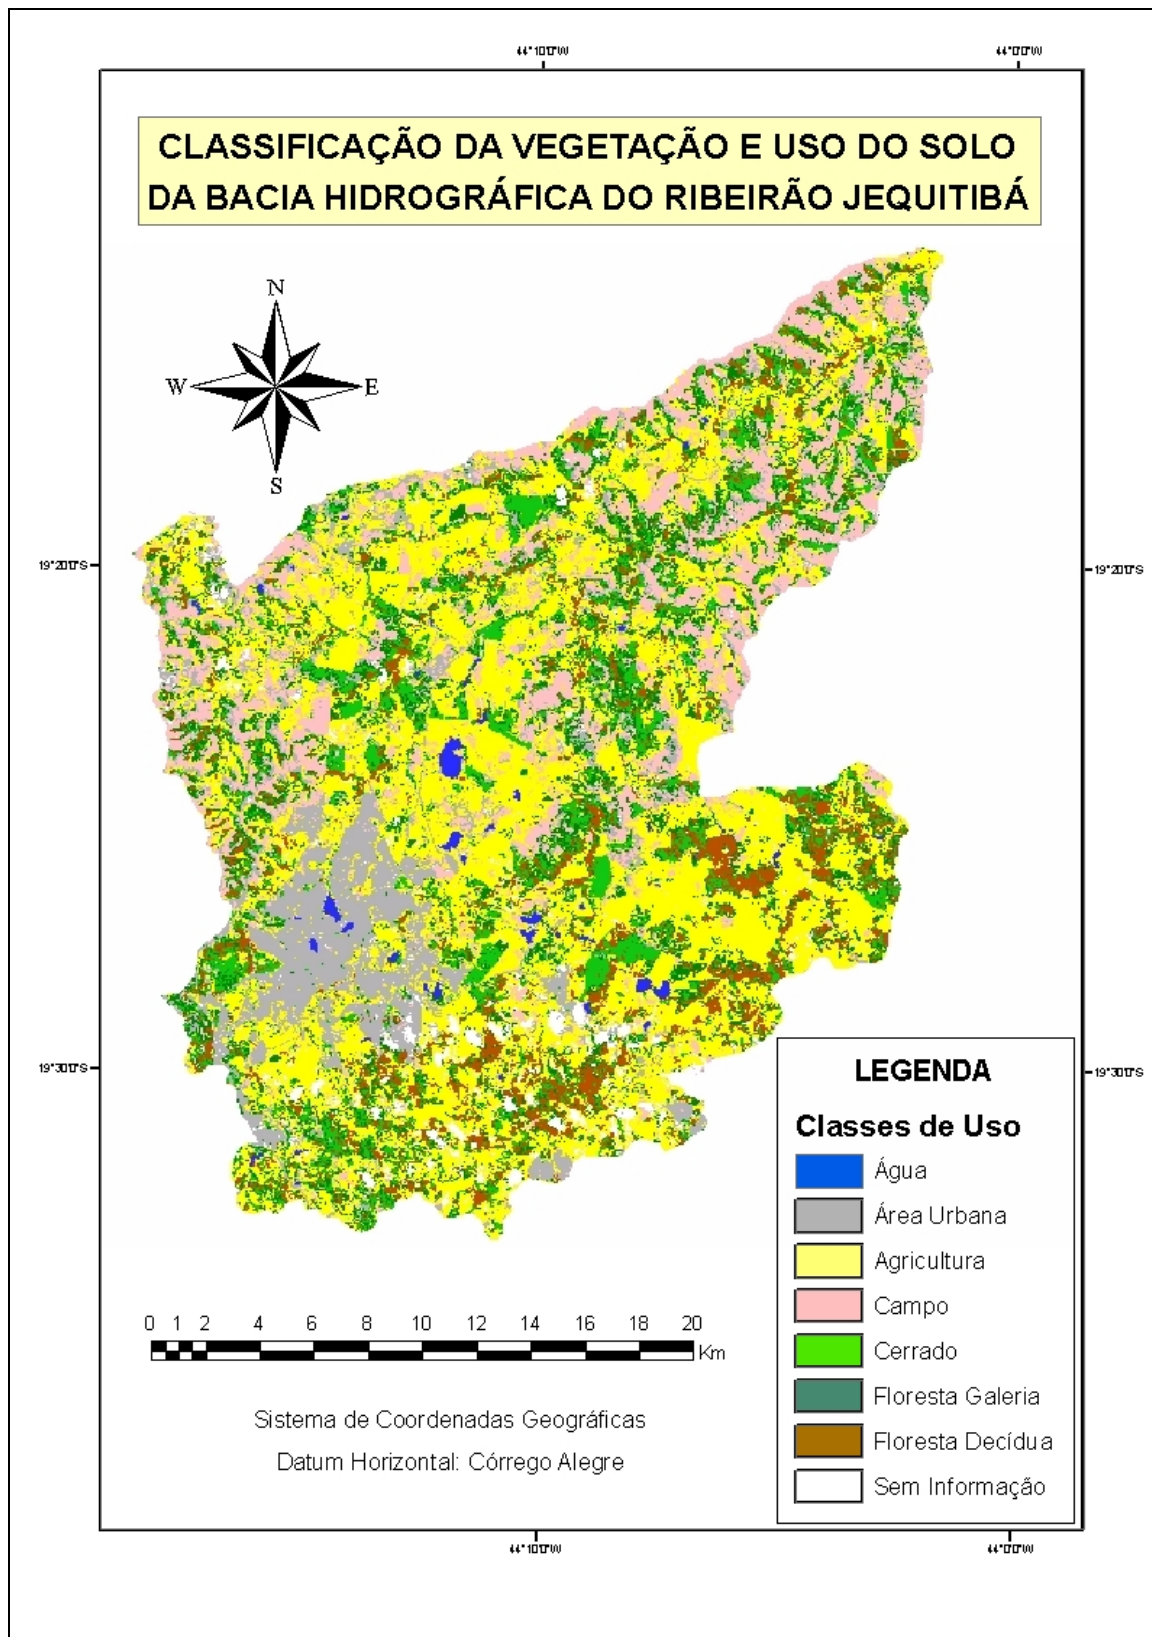 44°10'0"W 44°0'0"W
CLASSIFICAÇÃO DA VEGETAÇÃO E USO DO SOLO
DA BACIA HIDROGRÁFICA DO RIBEIRÃO JEQUITIBÁ
N
W E
S
19°20'0"S 19°20'0"S
19°30'0"S 19°30'0"S
LEGENDA
Classes de Uso
Água
Área Urbana
Agricultura
Campo
Cerrado
Floresta Galeria
Floresta Decídua
Sem Informação
0 1 2 4 6 8 10 12 14 16 18 20
Km
Sistema de Coordenadas Geográficas
Datum Horizontal: Córrego Alegre
44°10'0"W 44°0'0"W